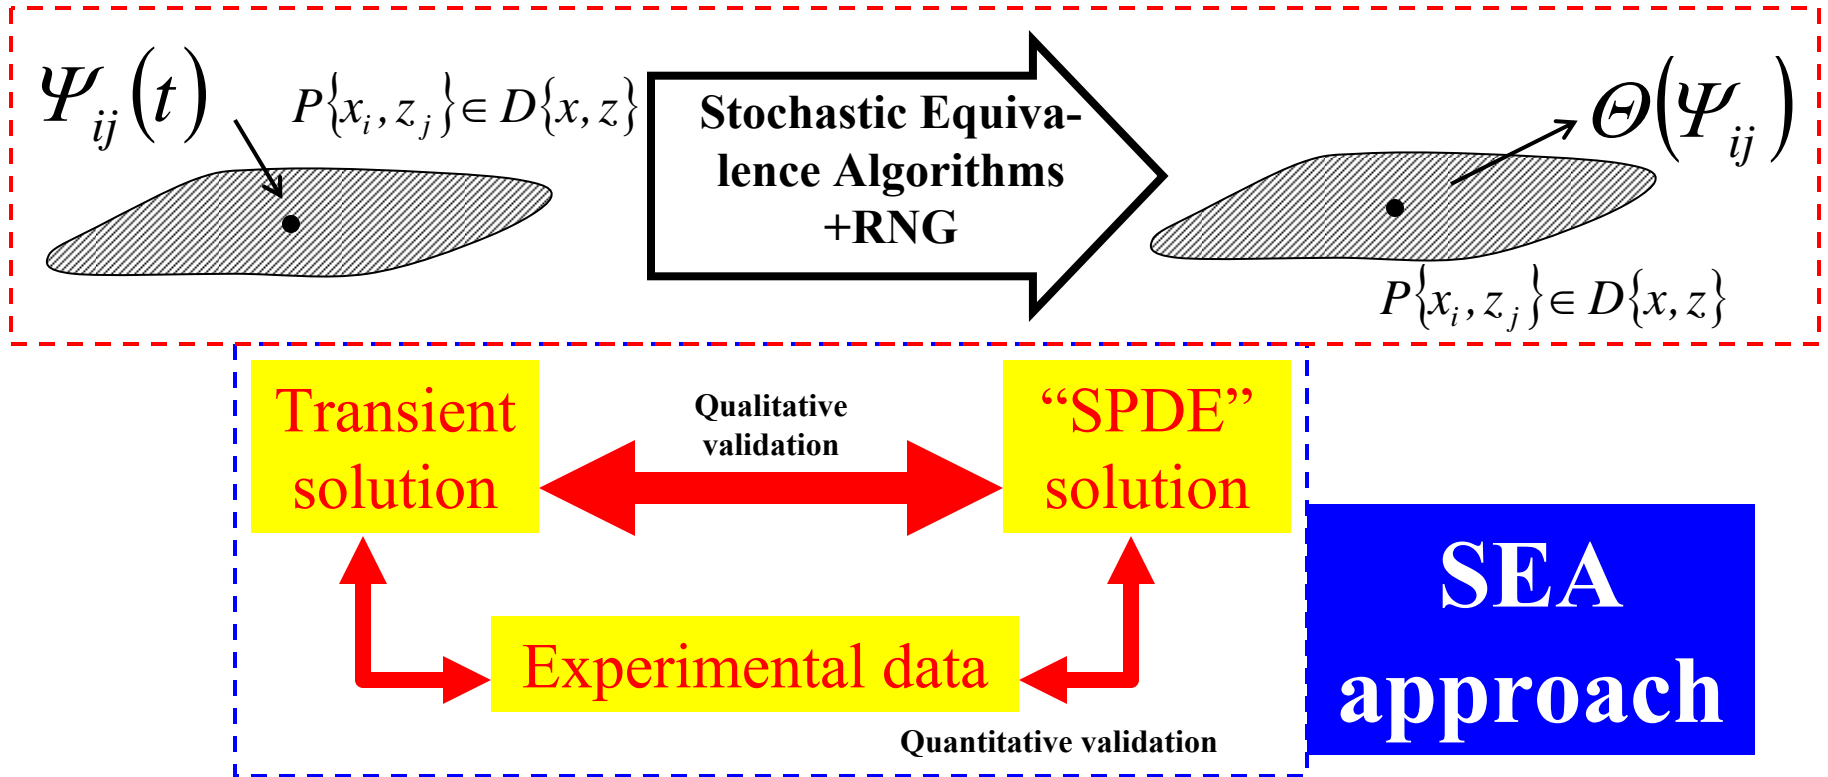 Ψij(t)
P{xi, zj}∈ D{x, z}
Stochastic Equiva-
lence Algorithms
+RNG
Θ(Ψij)
P{xi, zj}∈ D{x, z}
Transient
solution
Qualitative
validation
“SPDE”
solution
Experimental data
Quantitative validation
SEA
approach